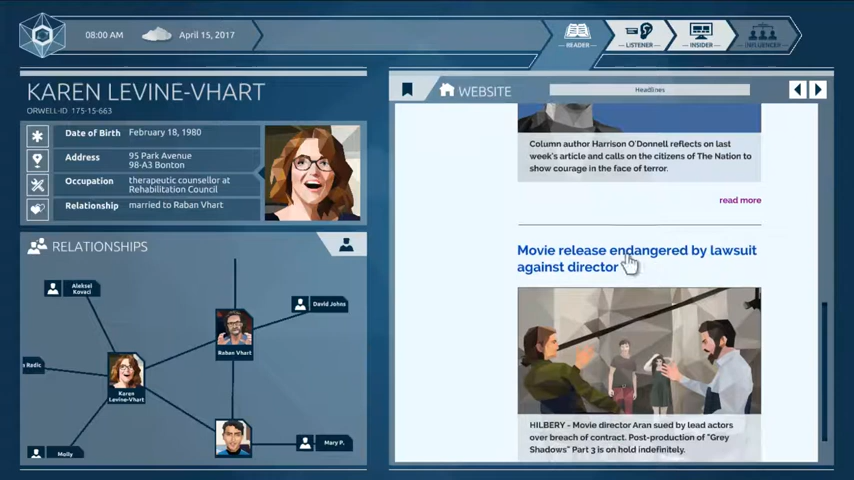 08:00 AM
April 15, 2017
READER
LISTENER
INSIDER
INFLUENCER
KAREN LEVINE-VHART
ORWELL-ID 175-15-663
Date of Birth
February 18, 1980
Address
95 Park Avenue
98-A3 Bonton
Occupation
therapeutic counsellor at
Rehabilitation Council
Relationship
married to Raban Vhart
RELATIONSHIPS
Aleksei
Kovaci
David Johns
Raban Vhart
Radic
Karen
Levine-Vhart
Molly
Mary P.
WEBSITE
Headlines
Column author Harrison O'Donnell reflects on last
week's article and calls on the citizens of The Nation to
show courage in the face of terror.
read more
Movie release endangered by lawsuit
against director
HILBERY - Movie director Aran sued by lead actors
over breach of contract. Post-production of "Grey
Shadows" Part 3 is on hold indefinitely.